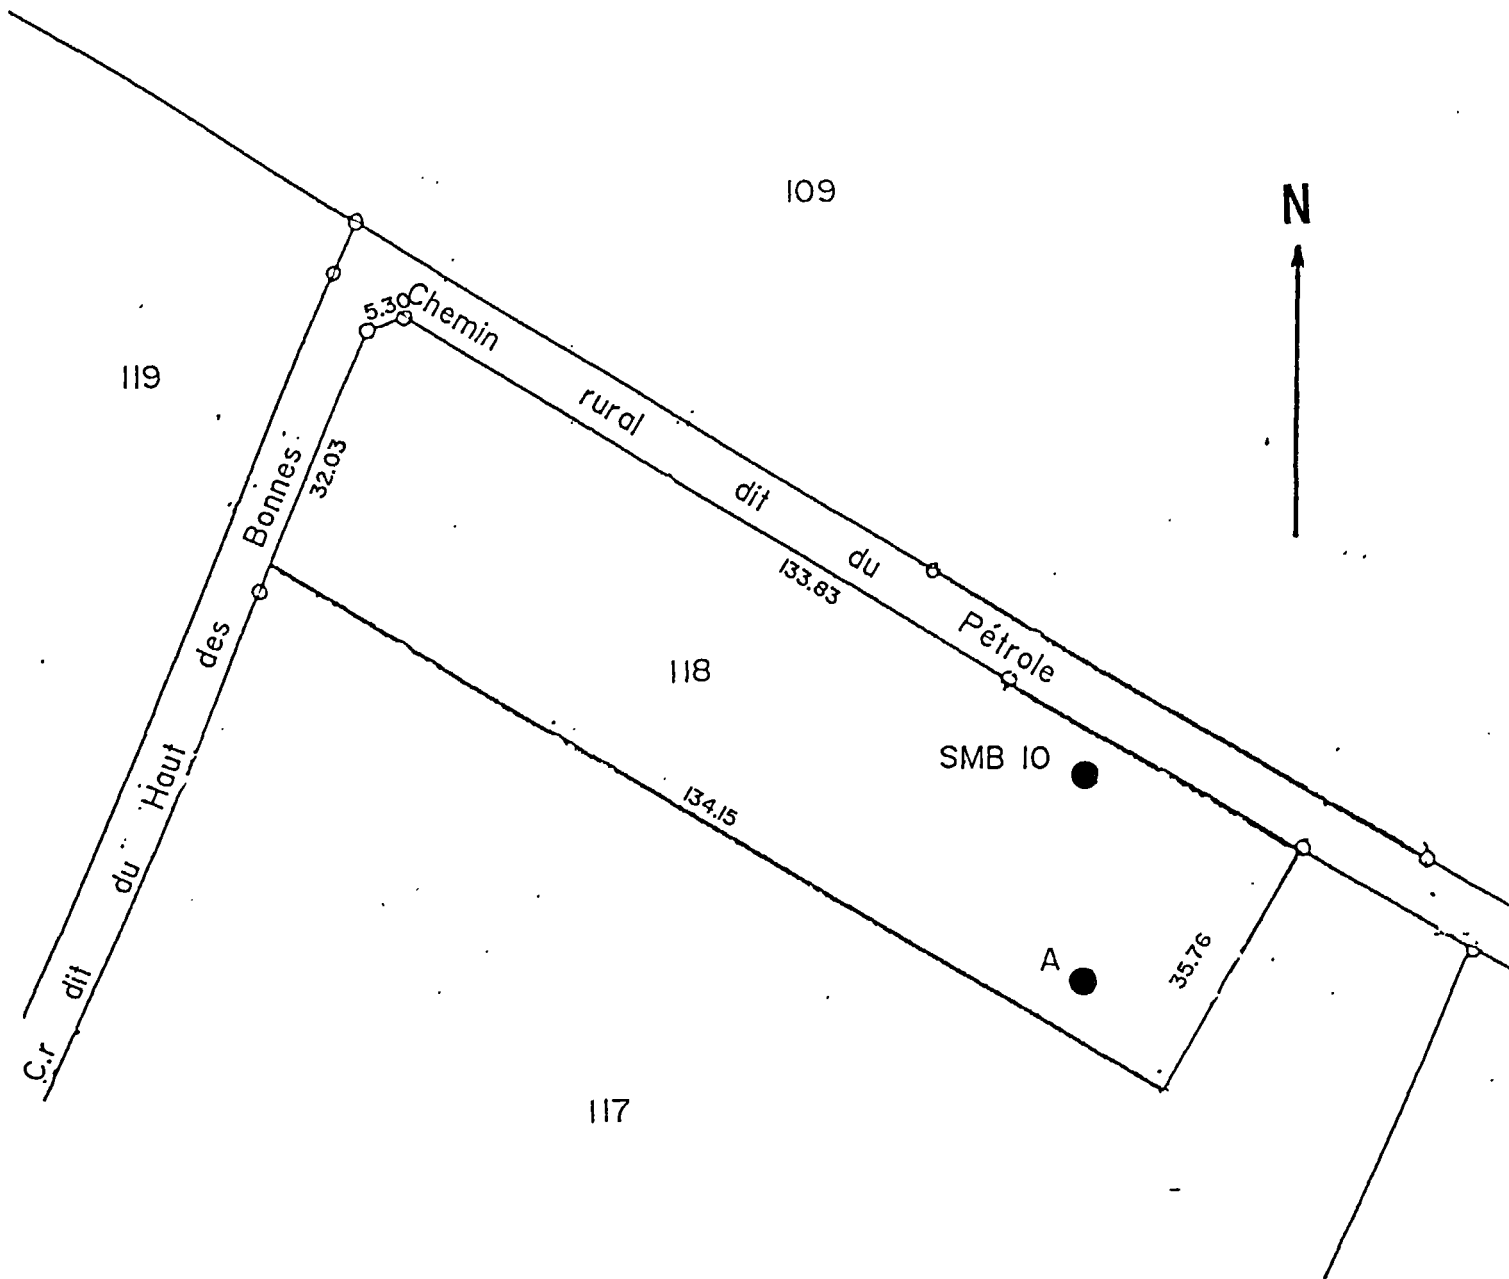 109
N
119
5.30
Chemin rural dit du Pétrole
32.03
133.83
C.r dit du Haut des Bonnes
118
SMB 10
134.15
A
35.76
117